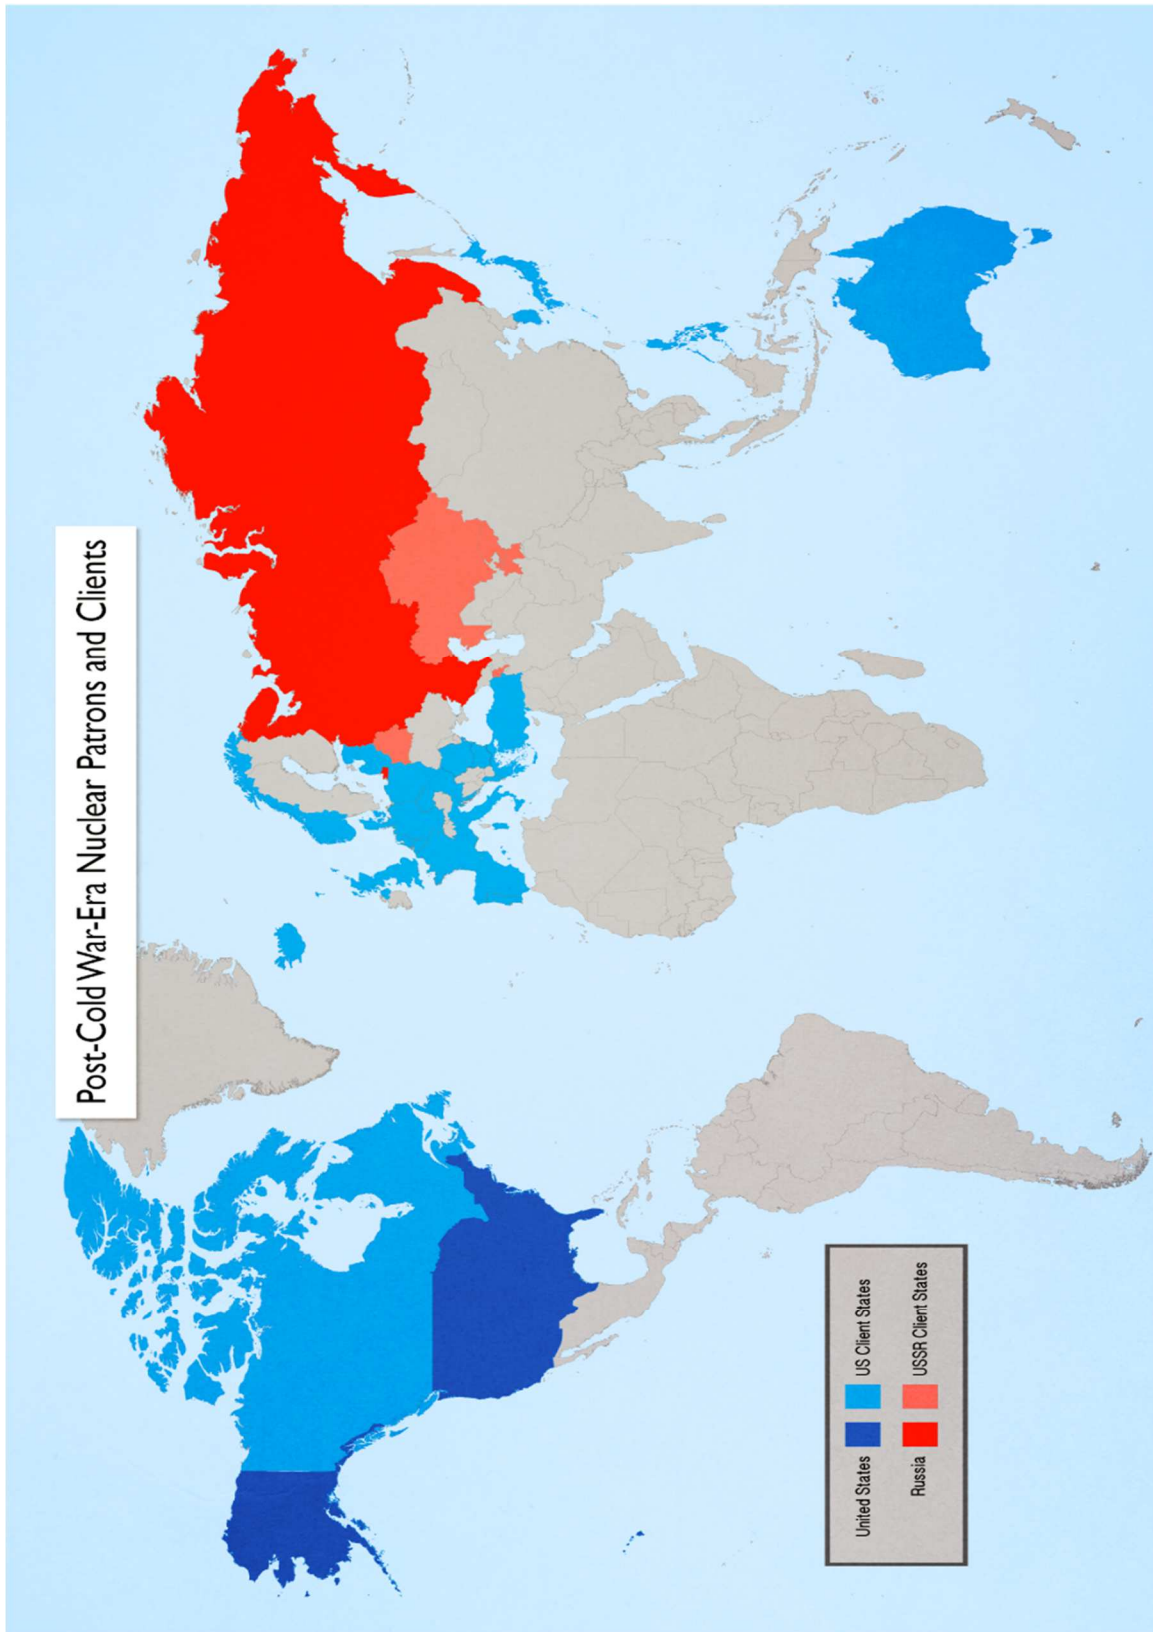 Post-Cold War-Era Nuclear Patrons and Clients
United States
US Client States
Russia
USSR Client States